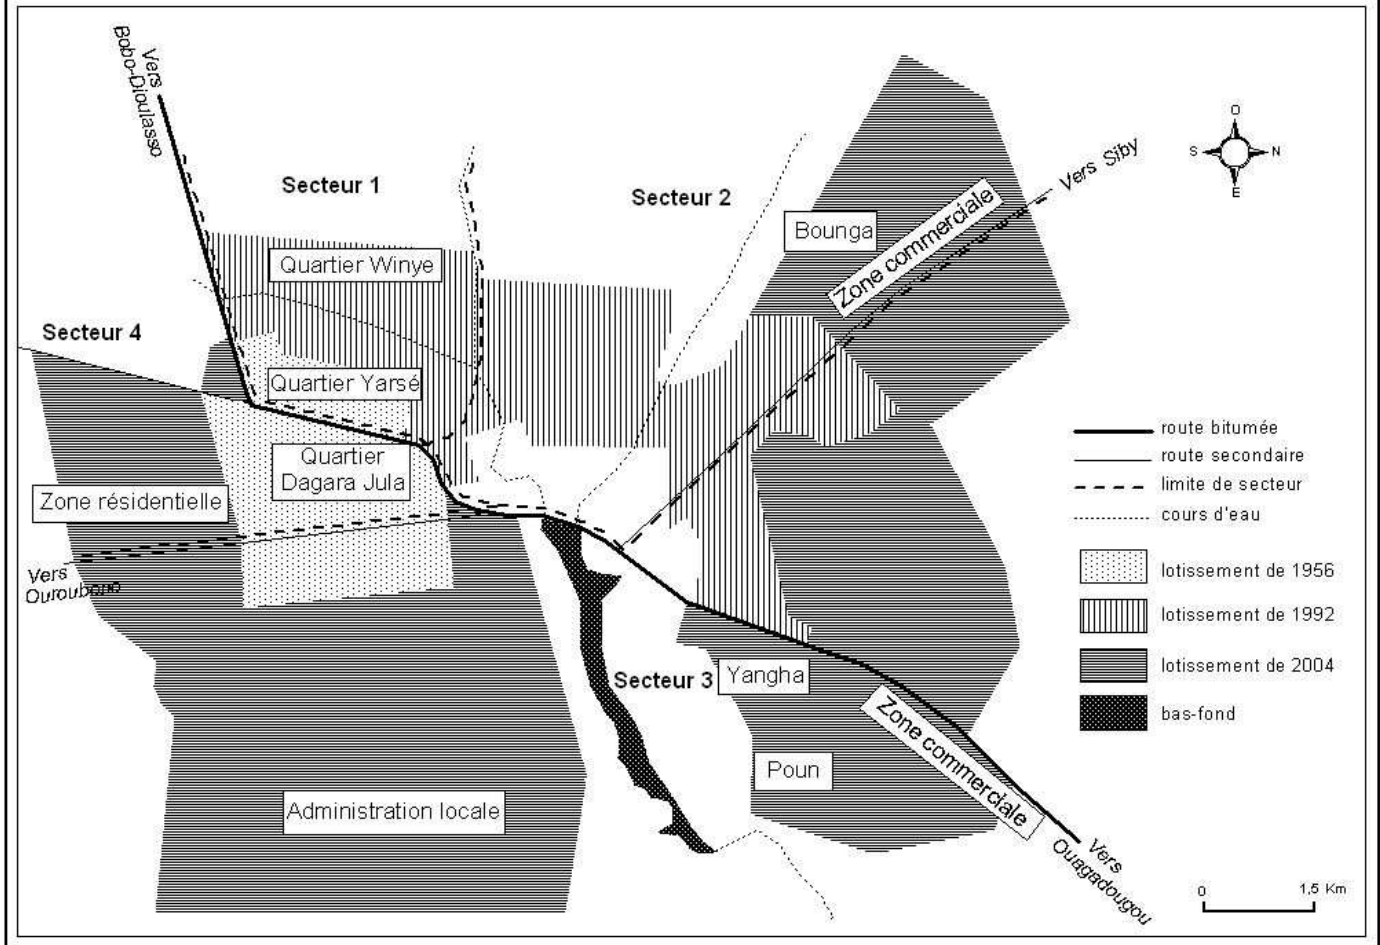 Vers
Bobo-Dioulasso
Secteur 1
Secteur 2
O
S
N
E
Vers Siby
Zone commerciale
Bounga
Quartier Winye
Secteur 4
Quartier Yarsé
Quartier
Dagara Jula
Zone résidentielle
Vers
Ouroubono
route bitumée
route secondaire
limite de secteur
cours d'eau
lotissement de 1956
lotissement de 1992
lotissement de 2004
bas-fond
Secteur 3
Yangha
Zone commerciale
Poun
Administration locale
Vers
Ouagadougou
0
1,5 Km